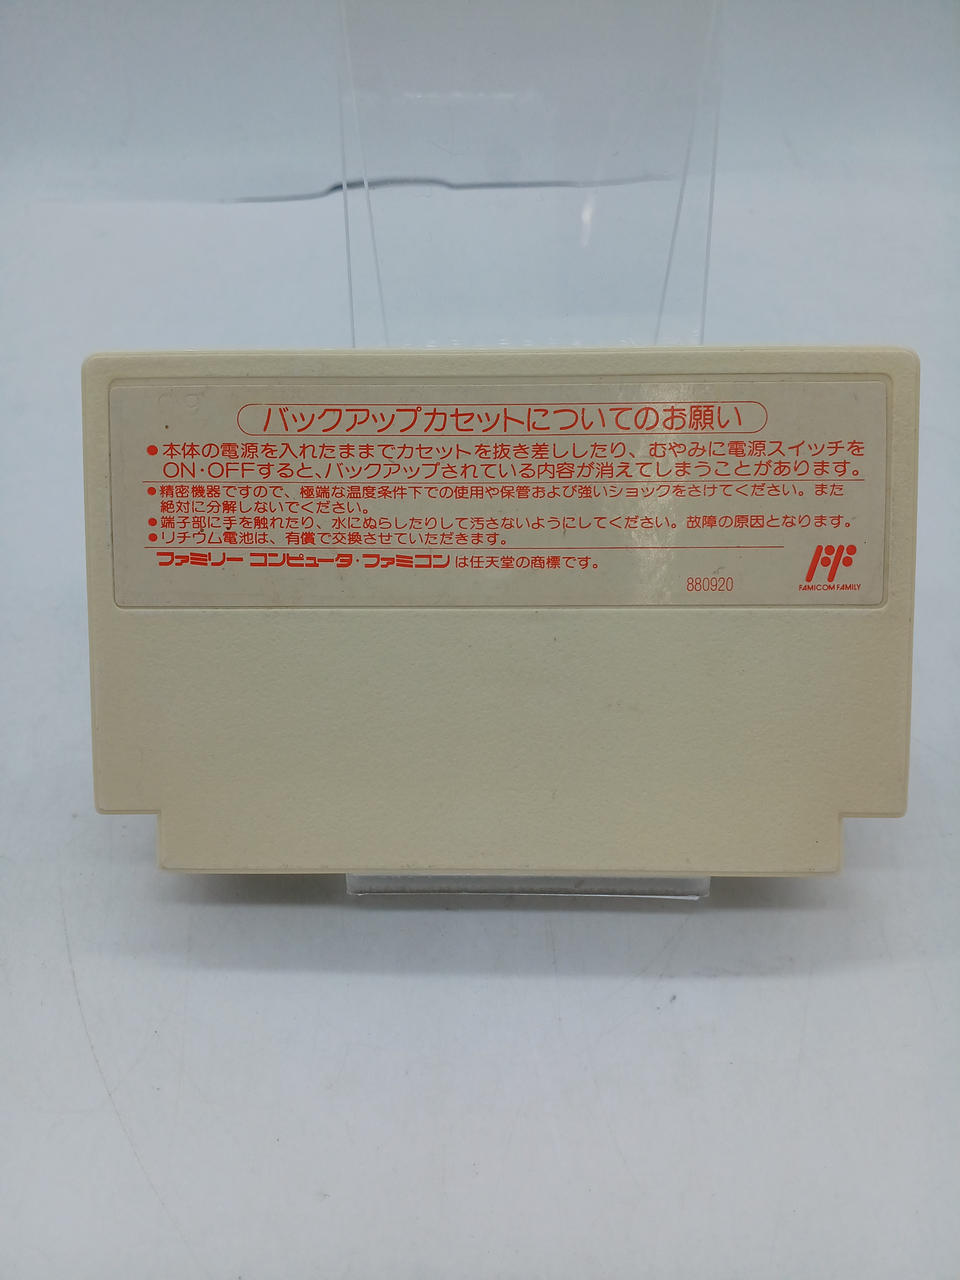 バックアップカセットについてのお願い
●本体の電源を入れたままでカセットを抜き差ししたり、むやみに電源スイッチを
ON・OFFすると、バックアップされている内容が消えてしまうことがあります。
●精密機器ですので、極端な温度条件下での使用や保管および強いショックをさけてください。また
絶対に分解しないでください。
●端子部に手を触れたり、水にぬらしたりして汚さないようにしてください。故障の原因となります。
●リチウム電池は、有償で交換させていただきます。
ファミリー コンピュータ・ファミコンは任天堂の商標です。
880920
FAMICOM FAMILY